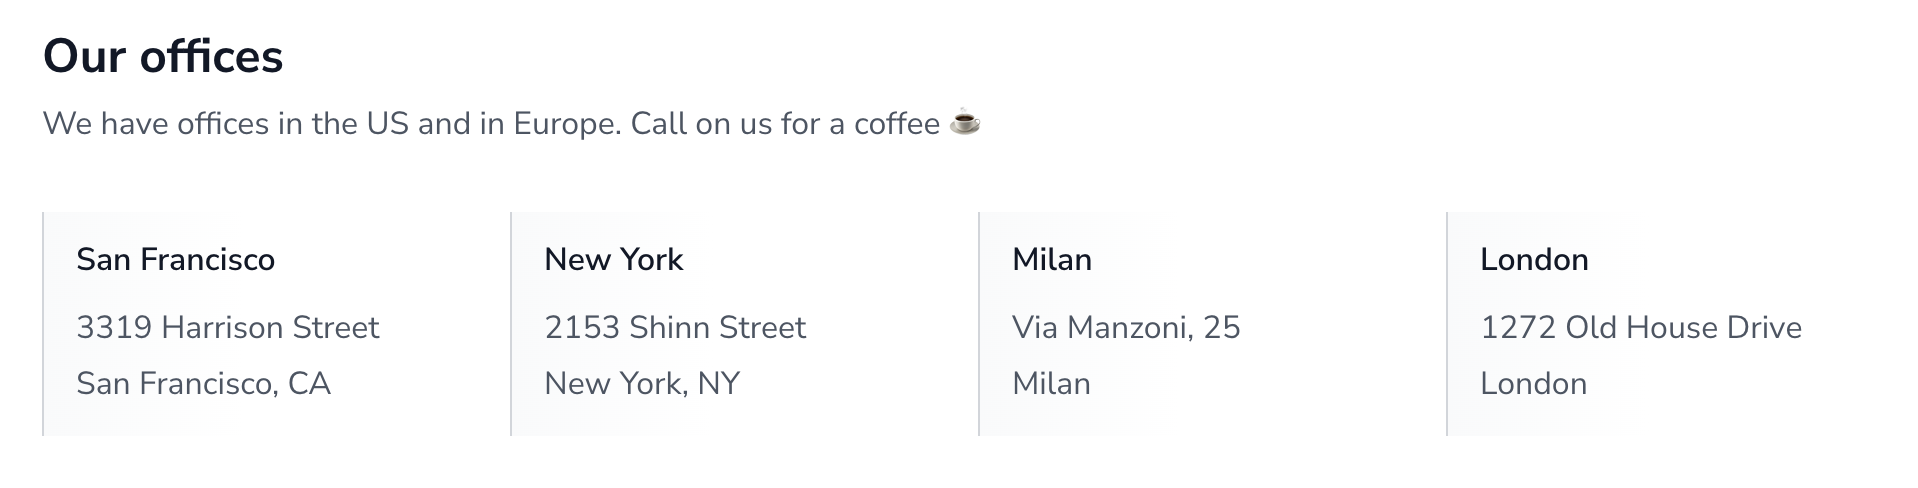 Our offices
We have offices in the US and in Europe. Call on us for a coffee ☕
San Francisco
3319 Harrison Street
San Francisco, CA
New York
2153 Shinn Street
New York, NY
Milan
Via Manzoni, 25
Milan
London
1272 Old House Drive
London